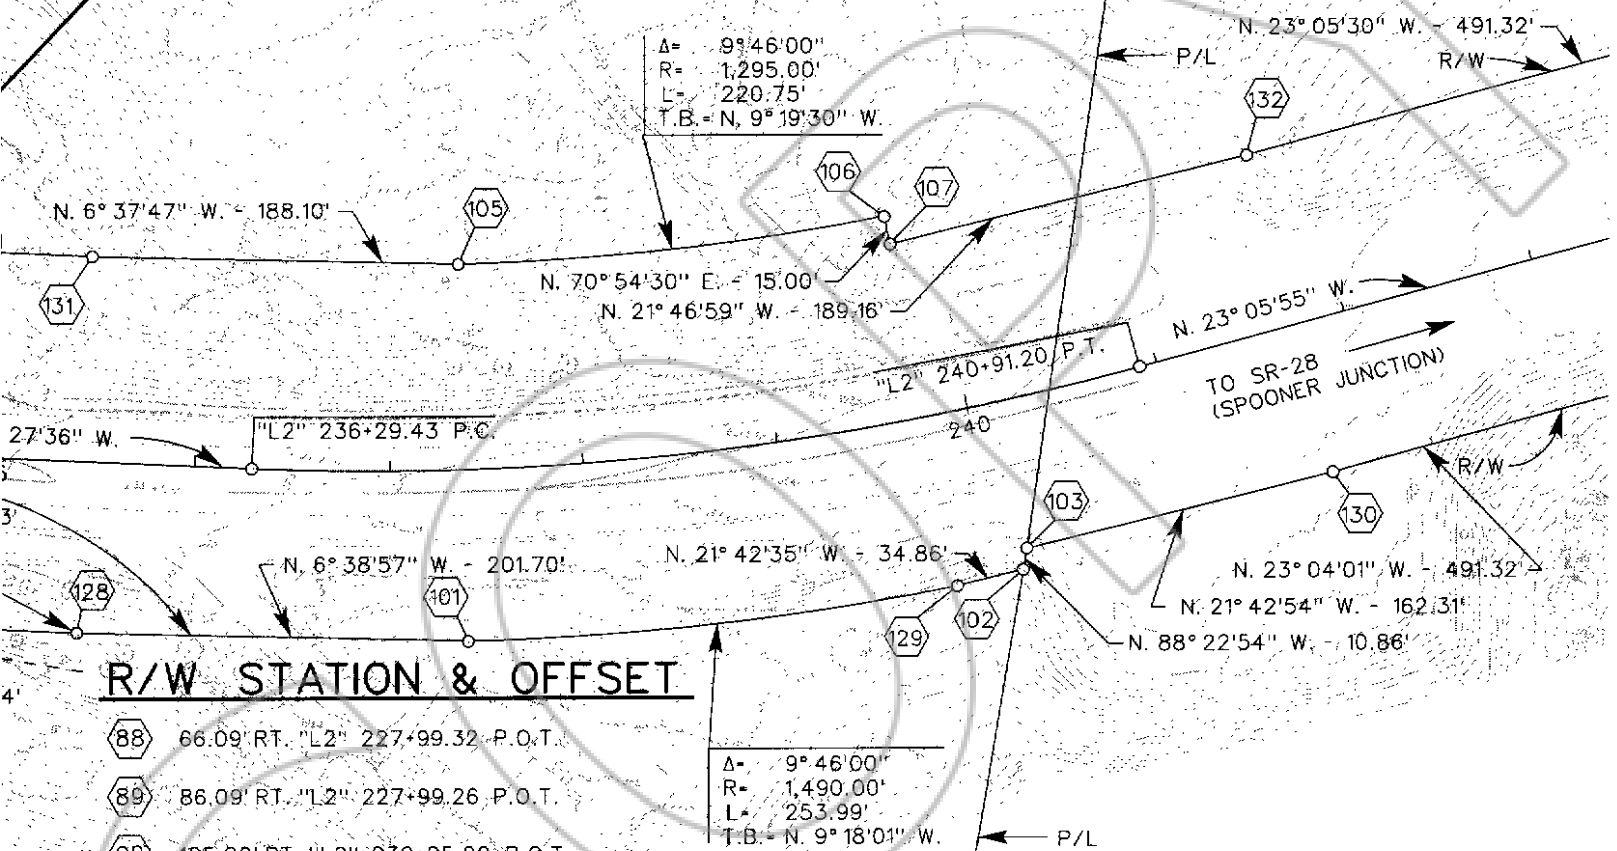 N. 23° 05'30" W. - 491.32'
R/W
P/L
Δ= 9° 46'00"
R= 1,295.00'
L= 220.75'
T.B.= N. 9° 19'30" W.
132
106
107
N. 6° 37'47" W. - 188.10'
105
131
N. 70° 54'30" E. - 15.00'
N. 21° 46'59" W. - 189.16'
N. 23° 05'55" W.
"L2" 240+91.20 P.T.
TO SR-28
(SPOONER JUNCTION)
240
27'36" W.
"L2" 236+29.43 P.C.
R/W
3'
103
130
N. 6° 38'57" W. - 201.70'
N. 21° 42'35" W. - 34.86'
N. 23° 04'01" W. - 491.32'
128
101
129
102
N. 21° 42'54" W. - 162.31'
N. 88° 22'54" W. - 10.86'
4'
R/W STATION & OFFSET
88 66.09' RT. "L2" 227+99.32 P.O.T.
89 86.09' RT. "L2" 227+99.26 P.O.T.
Δ= 9° 46'00"
R= 1,490.00'
L= 253.99'
T.B.= N. 9° 18'01" W.
P/L